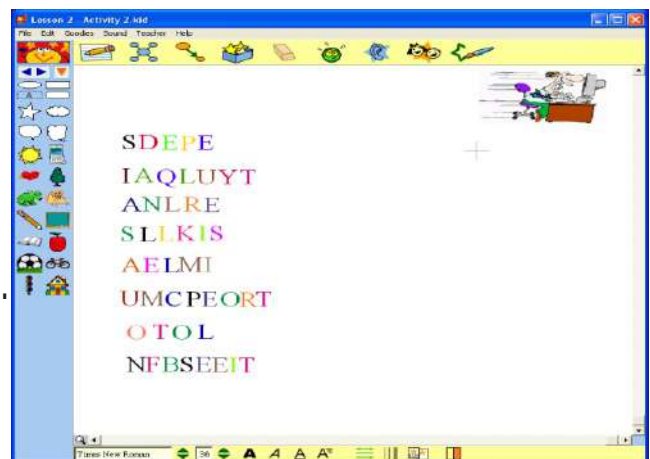 Lesson 2 - Activity 2.kid
File Edit Goodies Sound Teacher Help
SDEPE
IAQLUYT
ANLRE
SLLKIS
AELMI
UMCPEORT
OTOL
NFBSEEIT
Times New Roman 36 A A A A